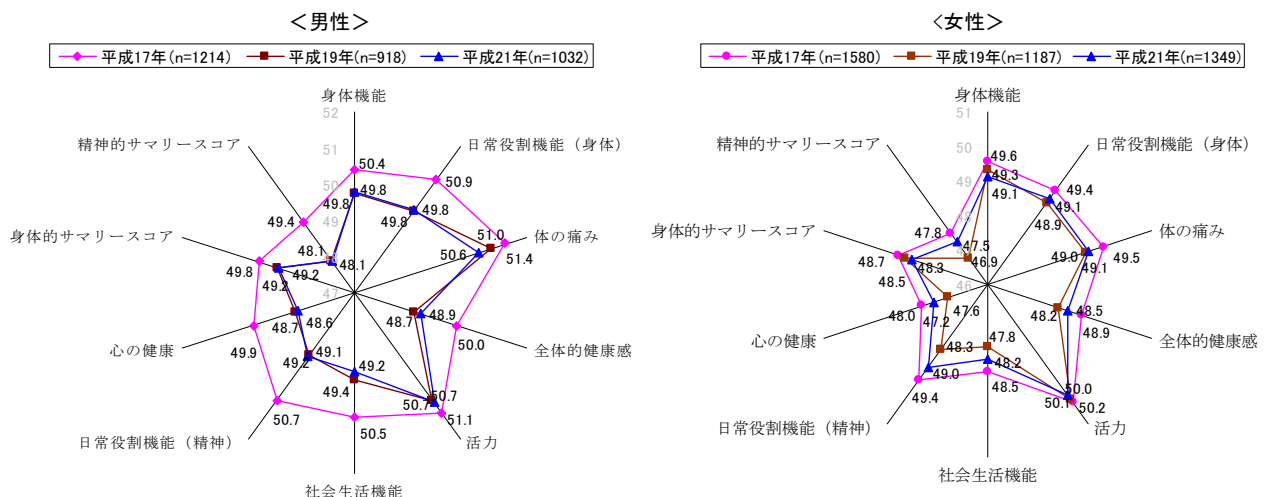 ＜男性＞
平成17年(n=1214) 平成19年(n=918) 平成21年(n=1032)
身体機能
日常役割機能（身体）
体の痛み
全体的健康感
活力
社会生活機能
日常役割機能（精神）
心の健康
身体的サマリースコア
精神的サマリースコア
52
51
50
49
48
47
50.4
49.8
49.8
50.9
49.8
49.8
51.0
51.4
50.6
48.7
48.9
50.0
50.7
50.7
51.1
49.2
49.4
50.5
49.1
49.2
50.7
48.7
48.6
49.9
49.8
49.2
49.2
49.4
48.1
48.1
<女性>
平成17年(n=1580) 平成19年(n=1187) 平成21年(n=1349)
身体機能
日常役割機能（身体）
体の痛み
全体的健康感
活力
社会生活機能
日常役割機能（精神）
心の健康
身体的サマリースコア
精神的サマリースコア
51
50
49
48
46
49.6
49.3
49.1
49.4
49.1
48.9
49.5
49.0
49.1
48.2
48.5
48.9
50.0
50.1
50.2
47.8
48.2
48.5
48.3
49.0
49.4
48.0
47.2
47.6
48.7
48.3
48.5
47.8
47.5
46.9